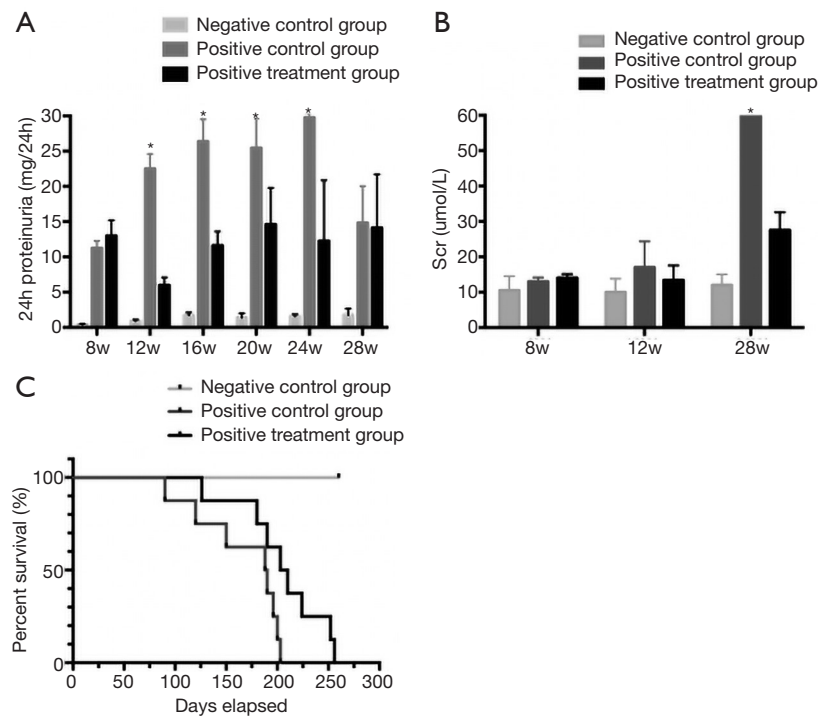 A
Negative control group
Positive control group
Positive treatment group
24h proteinuria (mg/24h)
30
25
20
15
10
5
0
* * * *
8w 12w 16w 20w 24w 28w
B
Negative control group
Positive control group
Positive treatment group
Scr (umol/L)
60
50
40
30
20
10
0
*
8w 12w 28w
C
Negative control group
Positive control group
Positive treatment group
Percent survival (%)
100
50
0
0 50 100 150 200 250 300
Days elapsed